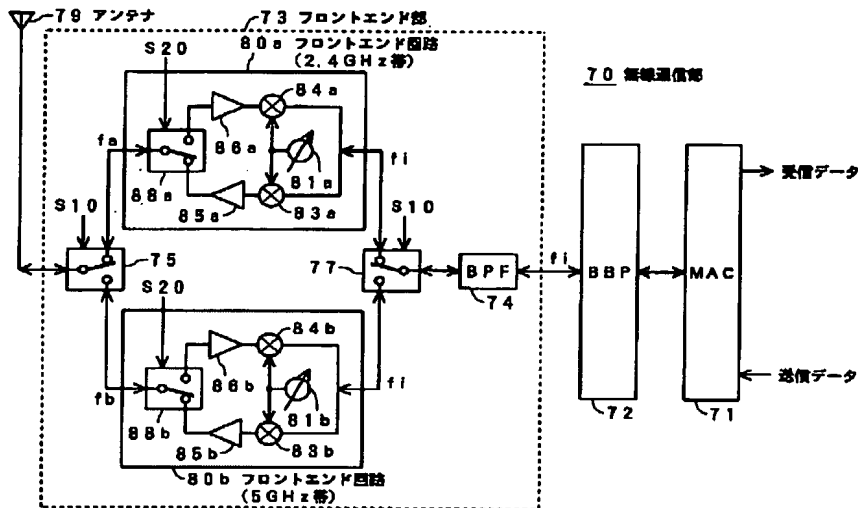 79 アンテナ
73 フロントエンド部
80a フロントエンド回路
(2.4GHz帯)
S20
84a
86a
fa
81a
88a
85a
83a
fi
S10
75
S10
77
BPF
74
fi
70 無線通信部
BBP
72
MAC
71
受信データ
送信データ
S20
84b
86b
fb
81b
88b
85b
83b
fi
80b フロントエンド回路
(5GHz帯)